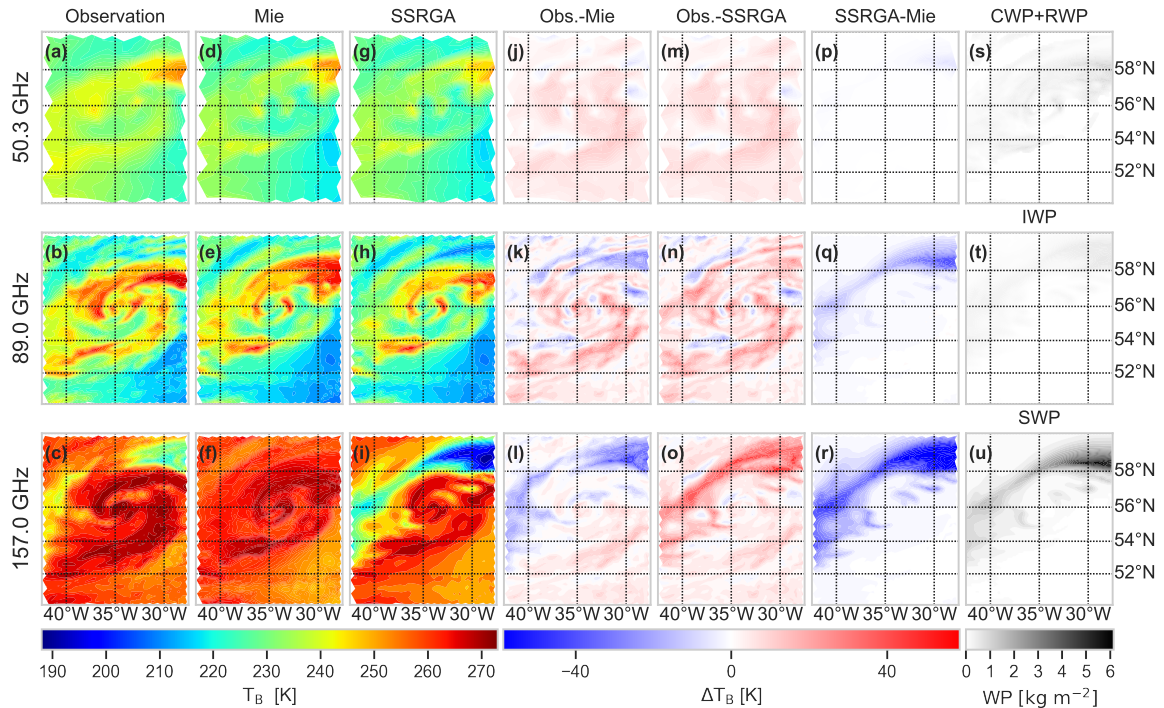 Observation Mie SSRGA Obs.-Mie Obs.-SSRGA SSRGA-Mie CWP+RWP
(a) (d) (g) (j) (m) (p) (s)
50.3 GHz
58°N
56°N
54°N
52°N
IWP
(b) (e) (h) (k) (n) (q) (t)
89.0 GHz
58°N
56°N
54°N
52°N
SWP
(c) (f) (i) (l) (o) (r) (u)
157.0 GHz
58°N
56°N
54°N
52°N
40°W 35°W 30°W 40°W 35°W 30°W 40°W 35°W 30°W 40°W 35°W 30°W 40°W 35°W 30°W 40°W 35°W 30°W 40°W 35°W 30°W
190 200 210 220 230 240 250 260 270 −40 0 40 0 1 2 3 4 5 6
T_B [K] ΔT_B [K] WP [kg m⁻²]